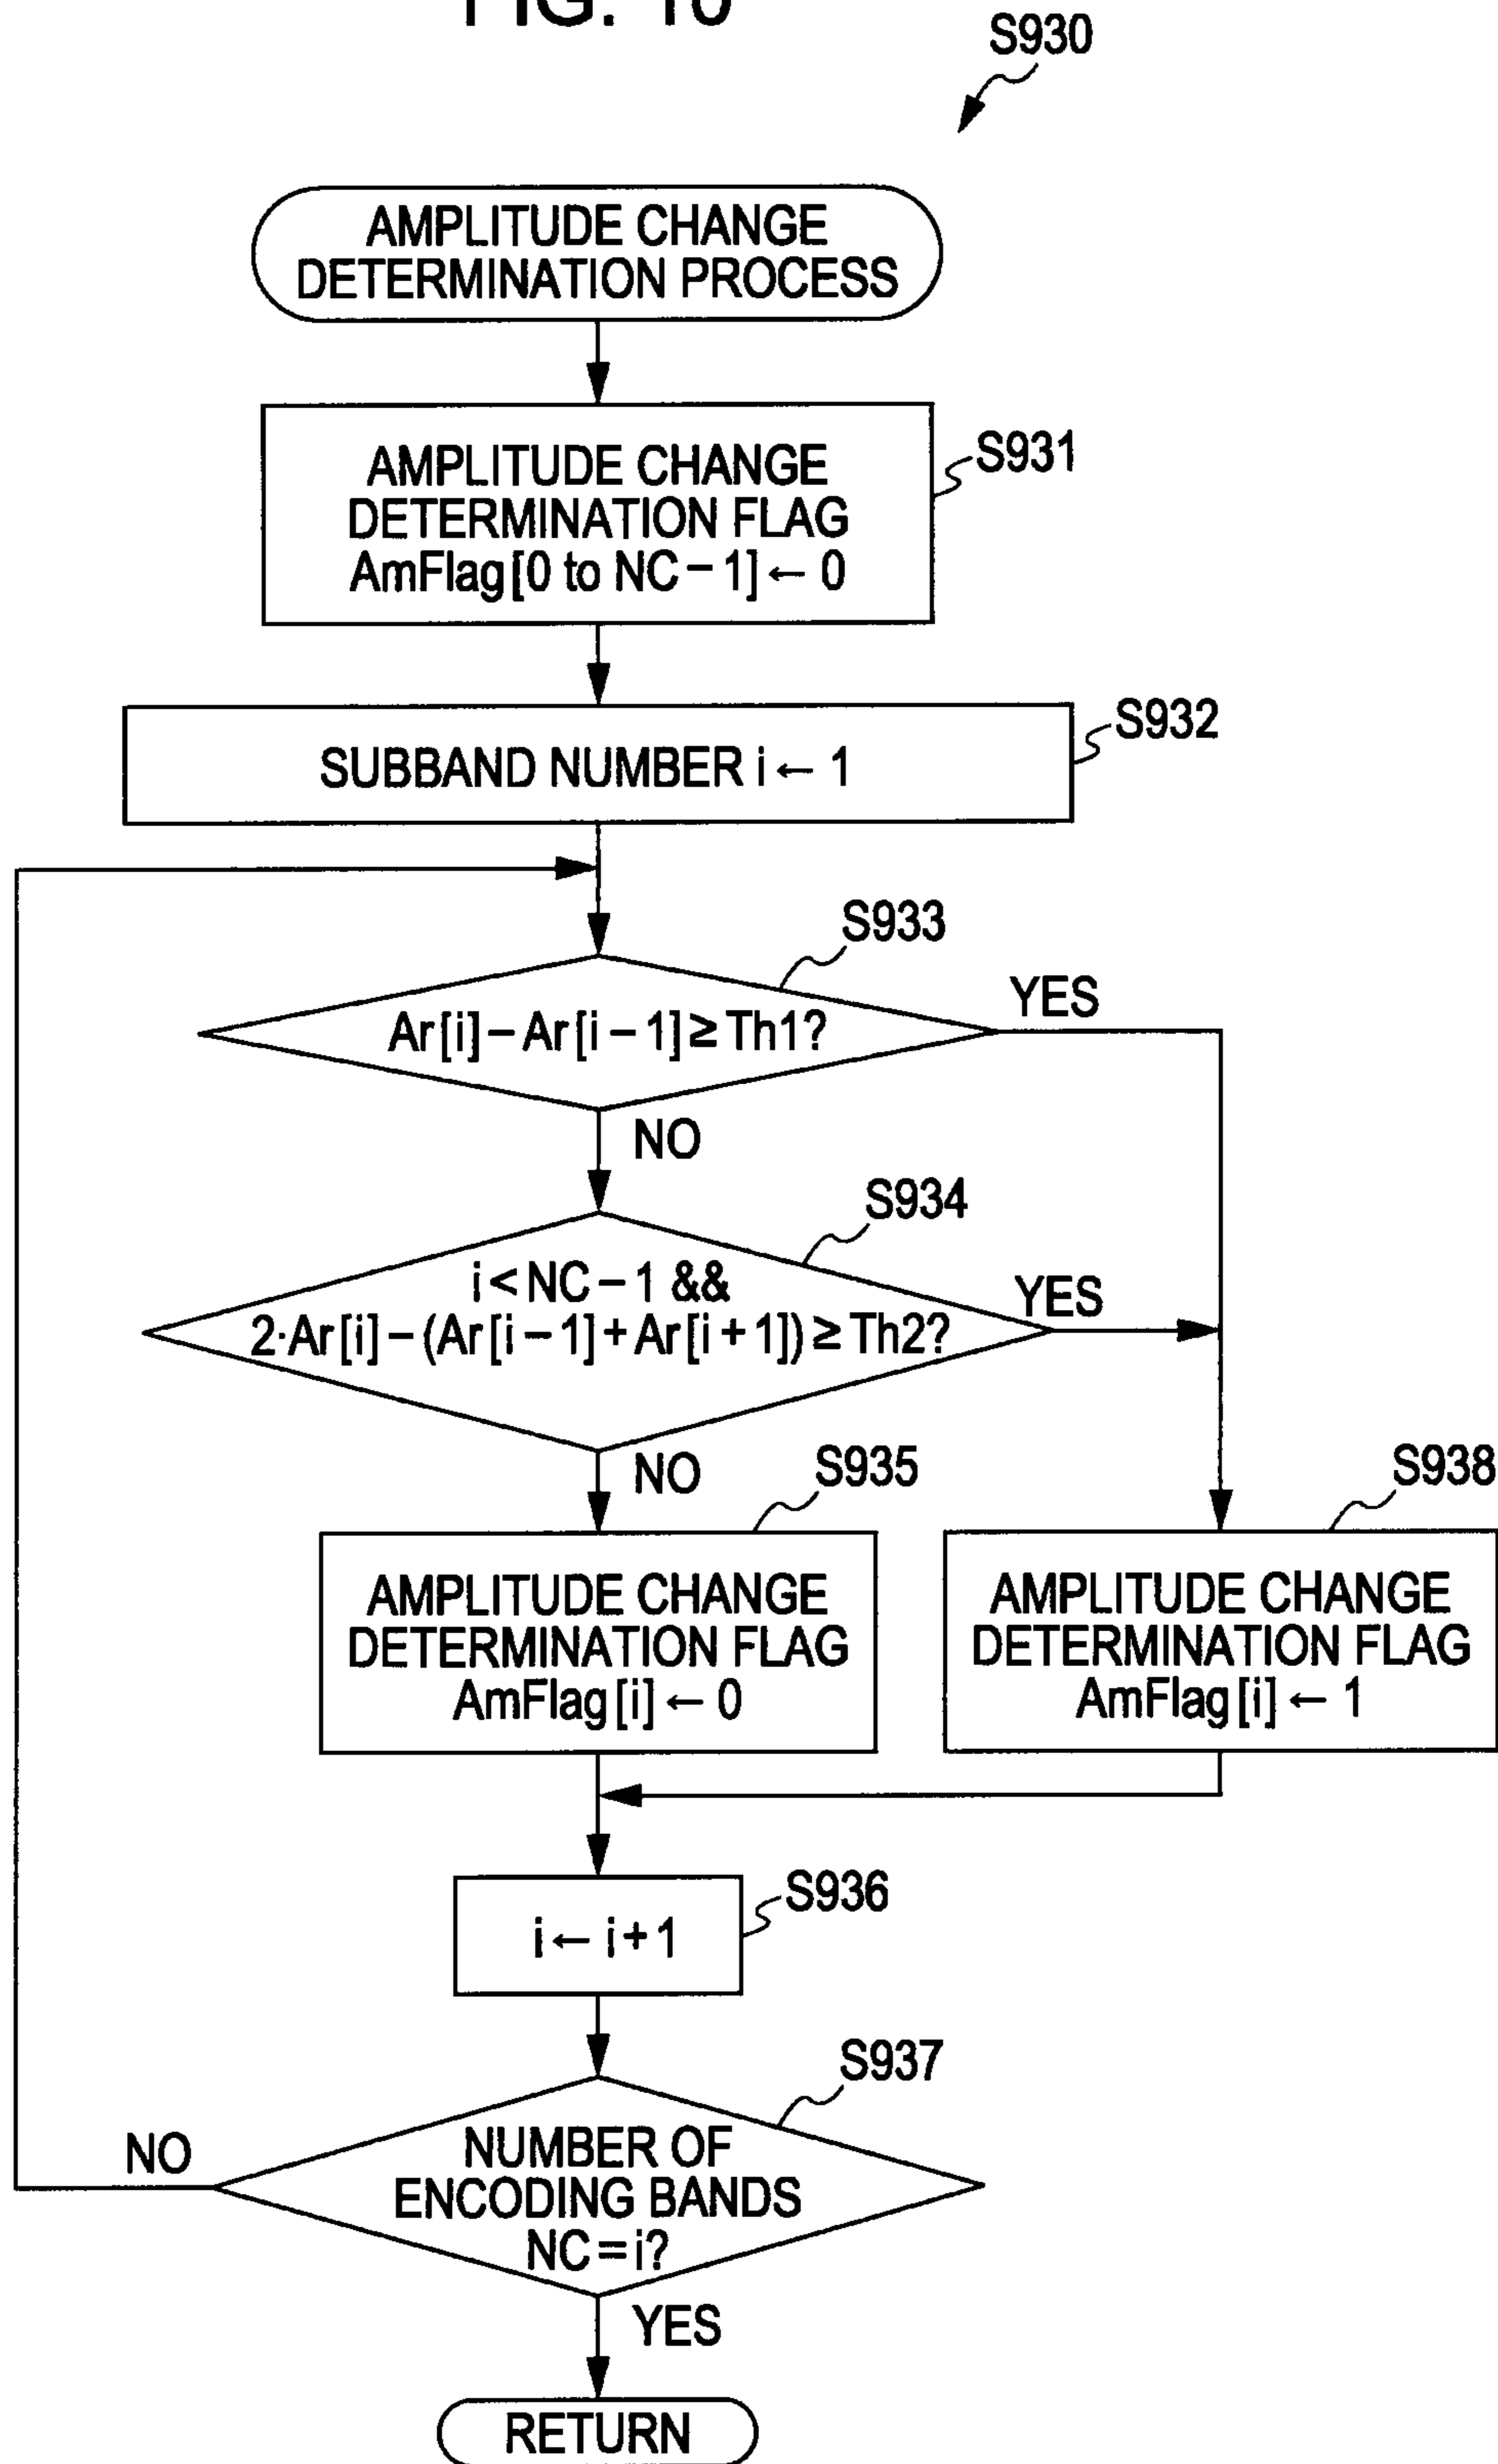 FIG. 10
S930
AMPLITUDE CHANGE
DETERMINATION PROCESS
AMPLITUDE CHANGE
DETERMINATION FLAG
AmFlag[0 to NC－1]← 0
S931
SUBBAND NUMBER i ← 1
S932
S933
Ar[i]－Ar[i－1]≥Th1?
YES
NO
S934
i<NC－1 &&
2·Ar[i]－(Ar[i－1]+Ar[i+1])≥Th2?
YES
NO
S935
AMPLITUDE CHANGE
DETERMINATION FLAG
AmFlag[i]← 0
S938
AMPLITUDE CHANGE
DETERMINATION FLAG
AmFlag[i]← 1
i← i+1
S936
S937
NUMBER OF
ENCODING BANDS
NC=i?
NO
YES
RETURN